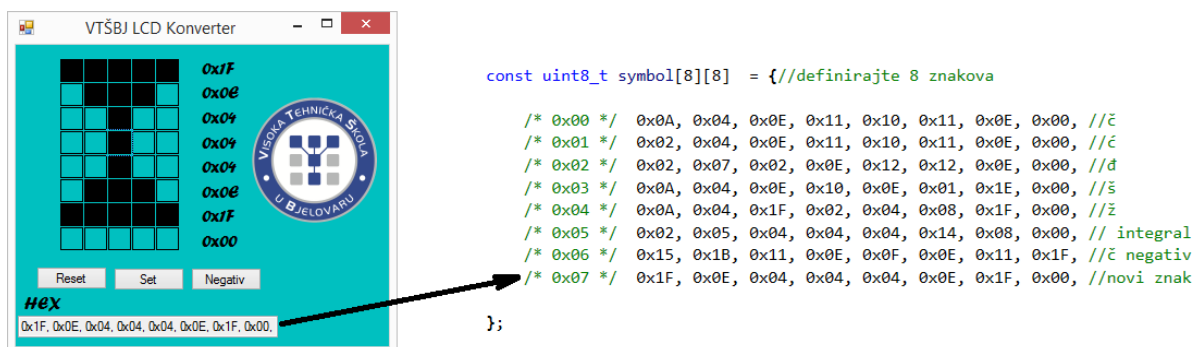 VTŠBJ LCD Konverter
0x1F
0x0E
0x04
0x04
0x04
0x0E
0x1F
0x00
VISOKA TEHNIČKA ŠKOLA
U BJELOVARU
Reset Set Negativ
HEX
0x1F, 0x0E, 0x04, 0x04, 0x04, 0x0E, 0x1F, 0x00,
const uint8_t symbol[8][8]  = {//definirajte 8 znakova
/* 0x00 */  0x0A, 0x04, 0x0E, 0x11, 0x10, 0x11, 0x0E, 0x00, //č
/* 0x01 */  0x02, 0x04, 0x0E, 0x11, 0x10, 0x11, 0x0E, 0x00, //ć
/* 0x02 */  0x02, 0x07, 0x02, 0x0E, 0x12, 0x12, 0x0E, 0x00, //đ
/* 0x03 */  0x0A, 0x04, 0x0E, 0x10, 0x0E, 0x01, 0x1E, 0x00, //š
/* 0x04 */  0x0A, 0x04, 0x1F, 0x02, 0x04, 0x08, 0x1F, 0x00, //ž
/* 0x05 */  0x02, 0x05, 0x04, 0x04, 0x04, 0x14, 0x08, 0x00, // integral
/* 0x06 */  0x15, 0x1B, 0x11, 0x0E, 0x0F, 0x0E, 0x11, 0x1F, //č negativ
/* 0x07 */  0x1F, 0x0E, 0x04, 0x04, 0x04, 0x0E, 0x1F, 0x00, //novi znak
};